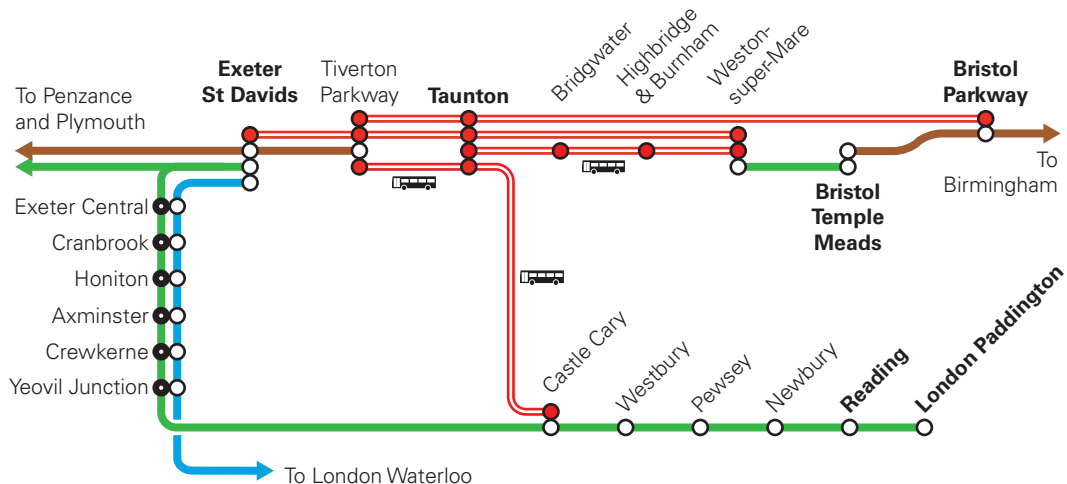 To Penzance
and Plymouth
Exeter
St Davids
Tiverton
Parkway
Taunton
Bridgwater
Highbridge
& Burnham
Weston-
super-Mare
Bristol
Parkway
To
Birmingham
Bristol
Temple
Meads
Exeter Central
Cranbrook
Honiton
Axminster
Crewkerne
Yeovil Junction
Castle Cary
Westbury
Pewsey
Newbury
Reading
London Paddington
To London Waterloo